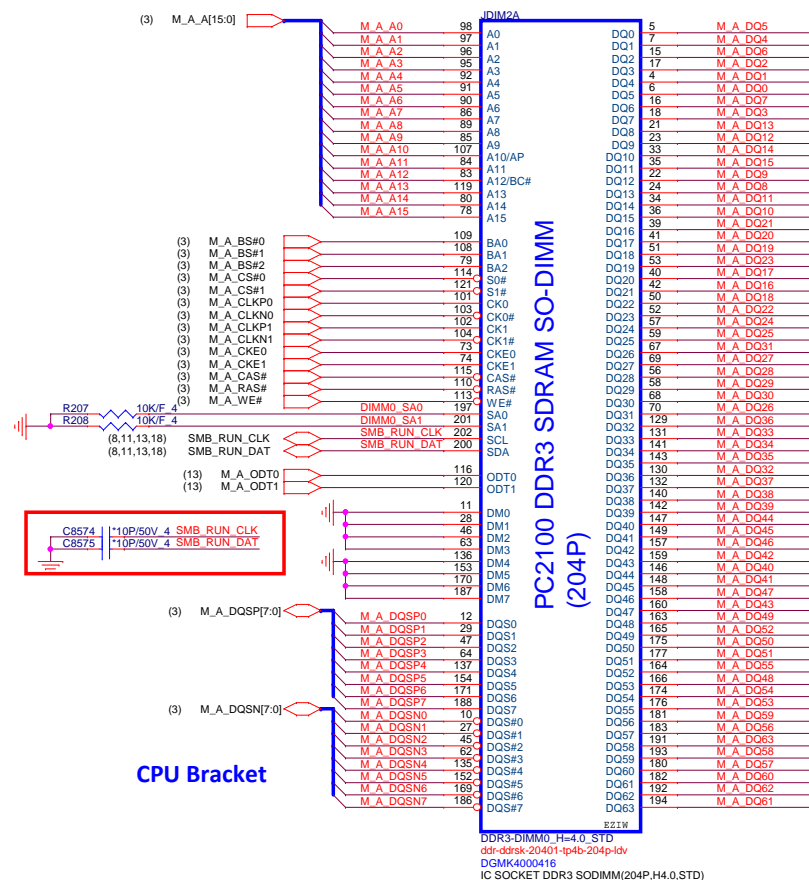 (3) M_A_A[15:0]
M_A_A0 98 A0
M_A_A1 97 A1
M_A_A2 96 A2
M_A_A3 95 A3
M_A_A4 92 A4
M_A_A5 91 A5
M_A_A6 90 A6
M_A_A7 86 A7
M_A_A8 89 A8
M_A_A9 85 A9
M_A_A10 107 A10/AP
M_A_A11 84 A11
M_A_A12 83 A12/BC#
M_A_A13 119 A13
M_A_A14 80 A14
M_A_A15 78 A15
(3) M_A_BS#0 109 BA0
(3) M_A_BS#1 108 BA1
(3) M_A_BS#2 79 BA2
(3) M_A_CS#0 114 S0#
(3) M_A_CS#1 121 S1#
(3) M_A_CLKP0 101 CK0
(3) M_A_CLKN0 103 CK0#
(3) M_A_CLKP1 102 CK1
(3) M_A_CLKN1 104 CK1#
(3) M_A_CKE0 73 CKE0
(3) M_A_CKE1 74 CKE1
(3) M_A_CAS# 115 CAS#
(3) M_A_RAS# 110 RAS#
(3) M_A_WE# 113 WE#
R207 10K/F_4 DIMM0_SA0 197 SA0
R208 10K/F_4 DIMM0_SA1 201 SA1
(8,11,13,18) SMB_RUN_CLK SMB_RUN_CLK 202 SCL
(8,11,13,18) SMB_RUN_DAT SMB_RUN_DAT 200 SDA
(13) M_A_ODT0 116 ODT0
(13) M_A_ODT1 120 ODT1
11 DM0
28 DM1
46 DM2
63 DM3
136 DM4
153 DM5
170 DM6
187 DM7
C8574 *10P/50V_4 SMB_RUN_CLK
C8575 *10P/50V_4 SMB_RUN_DAT
(3) M_A_DQSP[7:0]
M_A_DQSP0 12 DQS0
M_A_DQSP1 29 DQS1
M_A_DQSP2 47 DQS2
M_A_DQSP3 64 DQS3
M_A_DQSP4 137 DQS4
M_A_DQSP5 154 DQS5
M_A_DQSP6 171 DQS6
M_A_DQSP7 188 DQS7
(3) M_A_DQSN[7:0]
M_A_DQSN0 10 DQS#0
M_A_DQSN1 27 DQS#1
M_A_DQSN2 45 DQS#2
M_A_DQSN3 62 DQS#3
M_A_DQSN4 135 DQS#4
M_A_DQSN5 152 DQS#5
M_A_DQSN6 169 DQS#6
M_A_DQSN7 186 DQS#7
CPU Bracket
JDIM2A
PC2100 DDR3 SDRAM SO-DIMM
(204P)
DQ0 5 M_A_DQ5
DQ1 7 M_A_DQ4
DQ2 15 M_A_DQ6
DQ3 17 M_A_DQ2
DQ4 4 M_A_DQ1
DQ5 6 M_A_DQ0
DQ6 16 M_A_DQ7
DQ7 18 M_A_DQ3
DQ8 21 M_A_DQ13
DQ9 23 M_A_DQ12
DQ10 33 M_A_DQ14
DQ11 35 M_A_DQ15
DQ12 22 M_A_DQ9
DQ13 24 M_A_DQ8
DQ14 34 M_A_DQ11
DQ15 36 M_A_DQ10
DQ16 39 M_A_DQ21
DQ17 41 M_A_DQ20
DQ18 51 M_A_DQ19
DQ19 53 M_A_DQ23
DQ20 40 M_A_DQ17
DQ21 42 M_A_DQ16
DQ22 50 M_A_DQ18
DQ23 52 M_A_DQ22
DQ24 57 M_A_DQ24
DQ25 59 M_A_DQ25
DQ26 67 M_A_DQ31
DQ27 69 M_A_DQ27
DQ28 56 M_A_DQ28
DQ29 58 M_A_DQ29
DQ30 68 M_A_DQ30
DQ31 70 M_A_DQ26
DQ32 129 M_A_DQ36
DQ33 131 M_A_DQ33
DQ34 141 M_A_DQ34
DQ35 143 M_A_DQ35
DQ36 130 M_A_DQ32
DQ37 132 M_A_DQ37
DQ38 140 M_A_DQ38
DQ39 142 M_A_DQ39
DQ40 147 M_A_DQ44
DQ41 149 M_A_DQ45
DQ42 157 M_A_DQ46
DQ43 159 M_A_DQ42
DQ44 146 M_A_DQ40
DQ45 148 M_A_DQ41
DQ46 158 M_A_DQ47
DQ47 160 M_A_DQ43
DQ48 163 M_A_DQ49
DQ49 165 M_A_DQ52
DQ50 175 M_A_DQ50
DQ51 177 M_A_DQ51
DQ52 164 M_A_DQ55
DQ53 166 M_A_DQ48
DQ54 174 M_A_DQ54
DQ55 176 M_A_DQ53
DQ56 181 M_A_DQ59
DQ57 183 M_A_DQ56
DQ58 191 M_A_DQ63
DQ59 193 M_A_DQ58
DQ60 180 M_A_DQ57
DQ61 182 M_A_DQ60
DQ62 192 M_A_DQ62
DQ63 194 M_A_DQ61
EZIW
DDR3-DIMM0_H=4.0_STD
ddr-ddrsk-20401-tp4b-204p-ldv
DGMK4000416
IC SOCKET DDR3 SODIMM(204P,H4.0,STD)